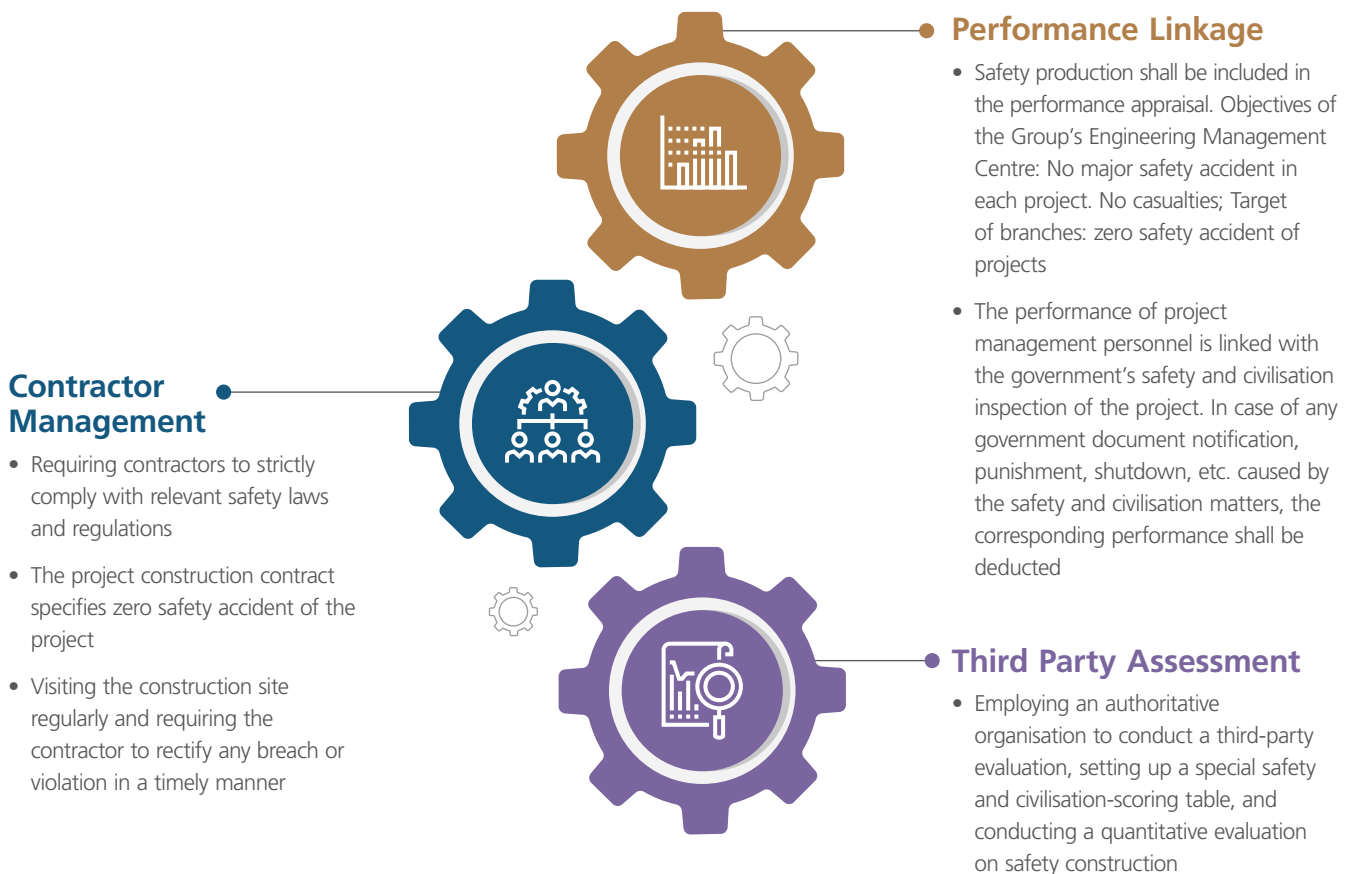 Performance Linkage
• Safety production shall be included in
the performance appraisal. Objectives of
the Group’s Engineering Management
Centre: No major safety accident in
each project. No casualties; Target
of branches: zero safety accident of
projects
• The performance of project
management personnel is linked with
the government’s safety and civilisation
inspection of the project. In case of any
government document notification,
punishment, shutdown, etc. caused by
the safety and civilisation matters, the
corresponding performance shall be
deducted
Contractor
Management
• Requiring contractors to strictly
comply with relevant safety laws
and regulations
• The project construction contract
specifies zero safety accident of the
project
• Visiting the construction site
regularly and requiring the
contractor to rectify any breach or
violation in a timely manner
Third Party Assessment
• Employing an authoritative
organisation to conduct a third-party
evaluation, setting up a special safety
and civilisation-scoring table, and
conducting a quantitative evaluation
on safety construction